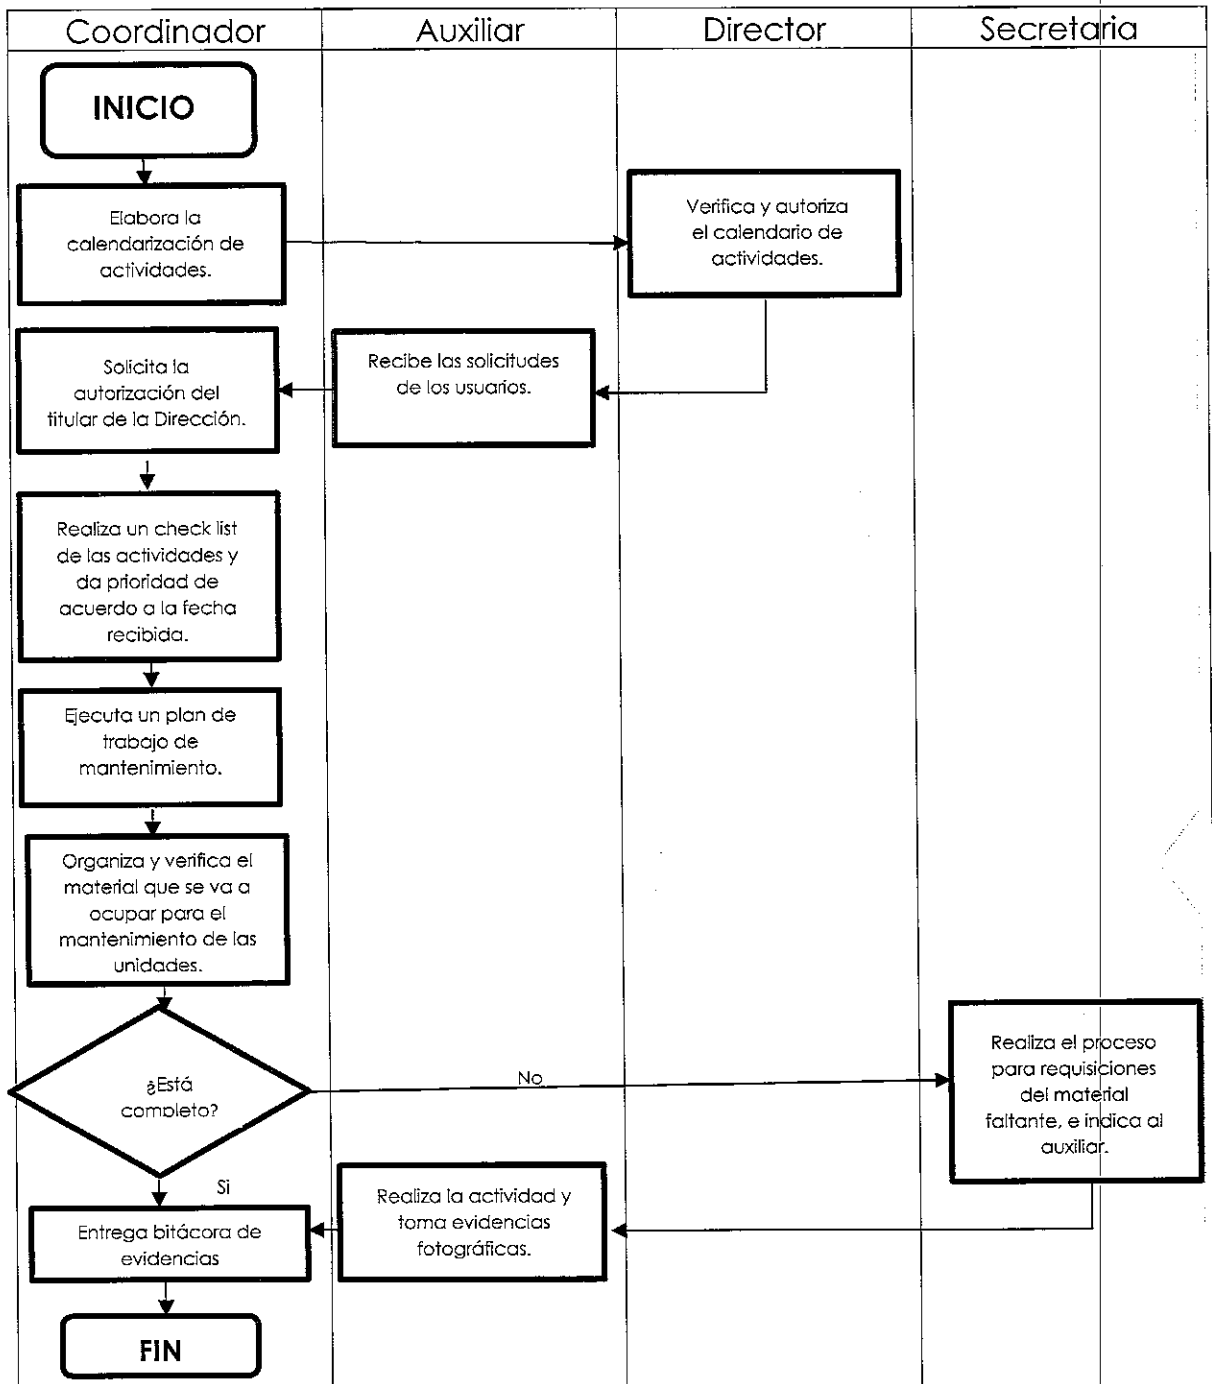 Coordinador
Auxiliar
Director
Secretaria
INICIO
Elabora la
calendarización de
actividades.
Verifica y autoriza
el calendario de
actividades.
Recibe las solicitudes
de los usuarios.
Solicita la
autorización del
titular de la Dirección.
Realiza un check list
de las actividades y
da prioridad de
acuerdo a la fecha
recibida.
Ejecuta un plan de
trabajo de
mantenimiento.
Organiza y verifica el
material que se va a
ocupar para el
mantenimiento de las
unidades.
¿Está
completo?
No
Realiza el proceso
para requisiciones
del material
faltante, e indica al
auxiliar.
Si
Realiza la actividad y
toma evidencias
fotográficas.
Entrega bitácora de
evidencias
FIN